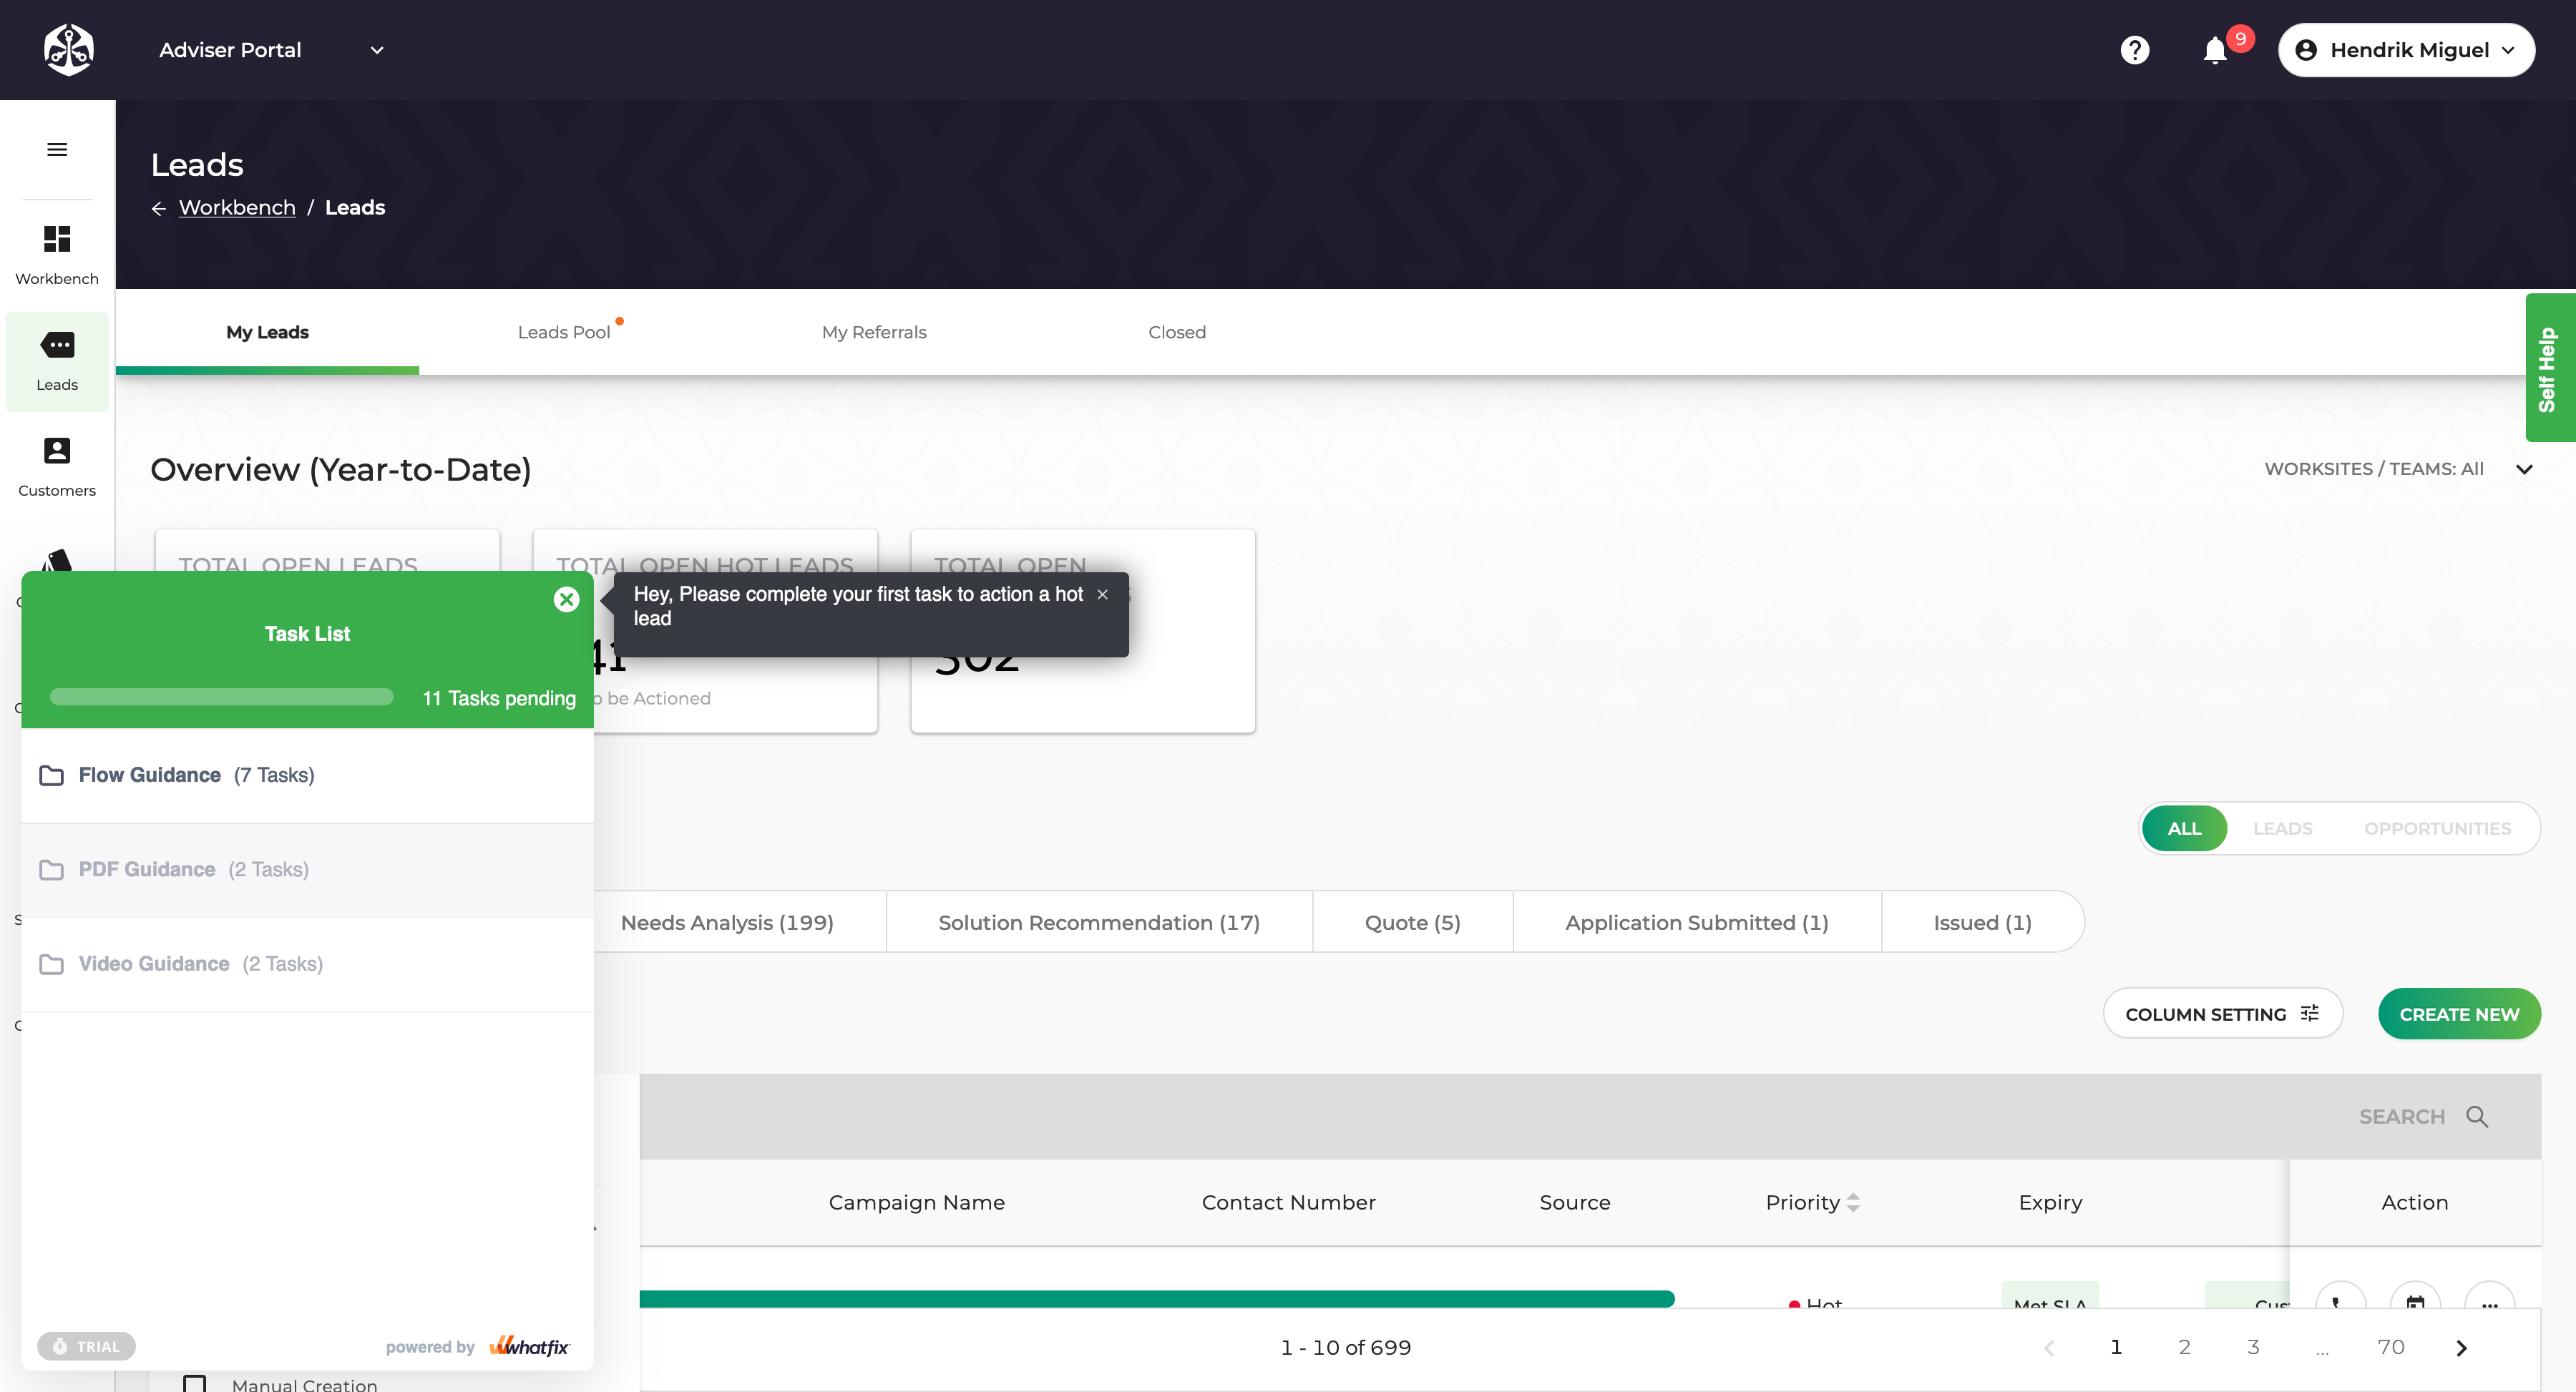 Adviser Portal
9
Hendrik Miguel
Leads
Workbench / Leads
Workbench
Leads
Customers
My Leads
Leads Pool
My Referrals
Closed
Self Help
Overview (Year-to-Date)
WORKSITES / TEAMS: All
TOTAL OPEN LEADS
TOTAL OPEN HOT LEADS
TOTAL OPEN
Hey, Please complete your first task to action a hot
lead
41
302
be Actioned
Task List
11 Tasks pending
Flow Guidance (7 Tasks)
PDF Guidance (2 Tasks)
Video Guidance (2 Tasks)
TRIAL
powered by whatfix
ALL
LEADS
OPPORTUNITIES
Needs Analysis (199)
Solution Recommendation (17)
Quote (5)
Application Submitted (1)
Issued (1)
COLUMN SETTING
CREATE NEW
SEARCH
Campaign Name
Contact Number
Source
Priority
Expiry
Action
Hot
Met SLA
1 - 10 of 699
1
2
3
...
70
Manual Creation